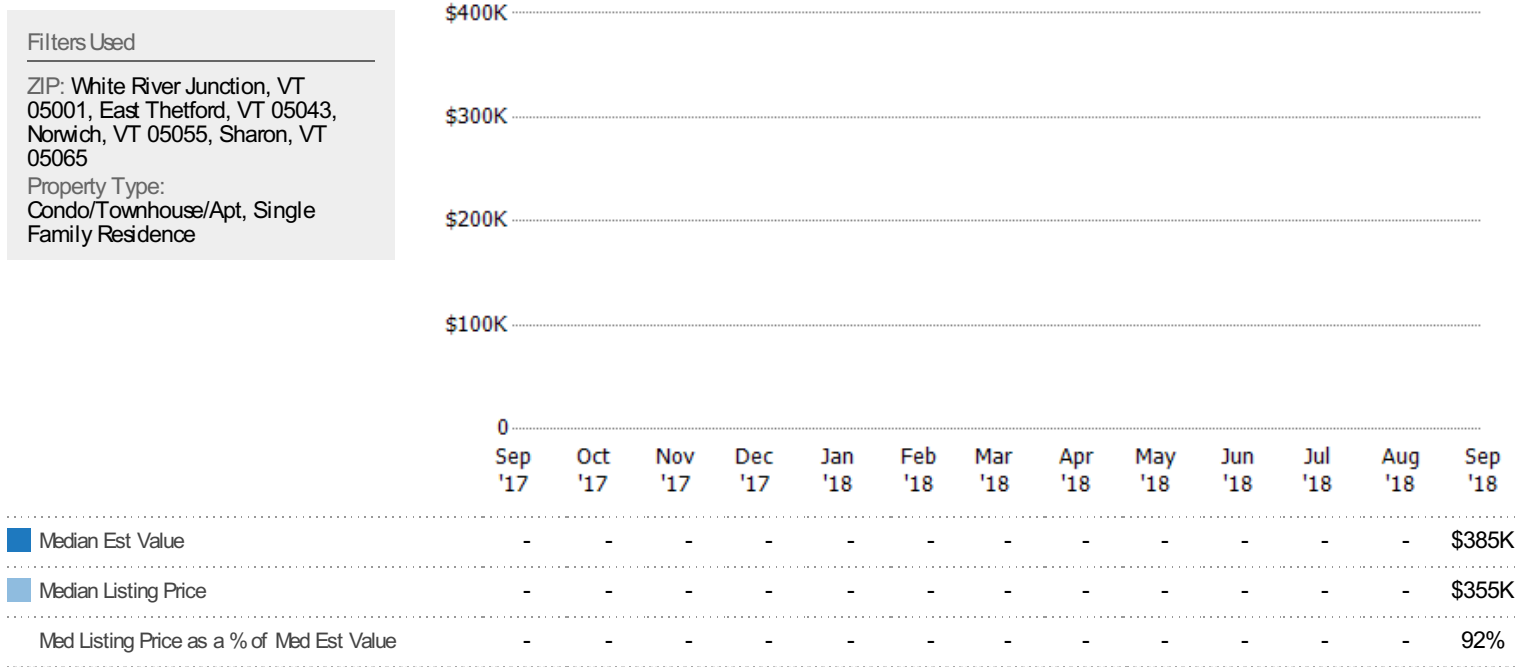 Filters Used
ZIP: White River Junction, VT
05001, East Thetford, VT 05043,
Norwich, VT 05055, Sharon, VT
05065
Property Type:
Condo/Townhouse/Apt, Single
Family Residence
$400K
$300K
$200K
$100K
0
Sep Oct Nov Dec Jan Feb Mar Apr May Jun Jul Aug Sep
'17 '17 '17 '17 '18 '18 '18 '18 '18 '18 '18 '18 '18
Median Est Value - - - - - - - - - - - - $385K
Median Listing Price - - - - - - - - - - - - $355K
Med Listing Price as a % of Med Est Value - - - - - - - - - - - - 92%